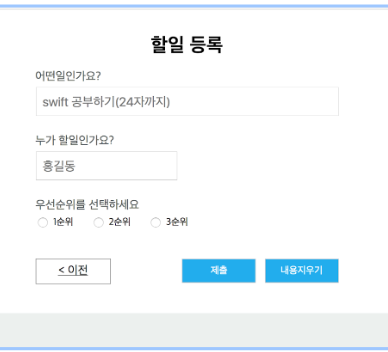 할일 등록
어떤일인가요?
swift 공부하기(24자까지)
누가 할일인가요?
홍길동
우선순위를 선택하세요
1순위 2순위 3순위
< 이전 제출 내용지우기